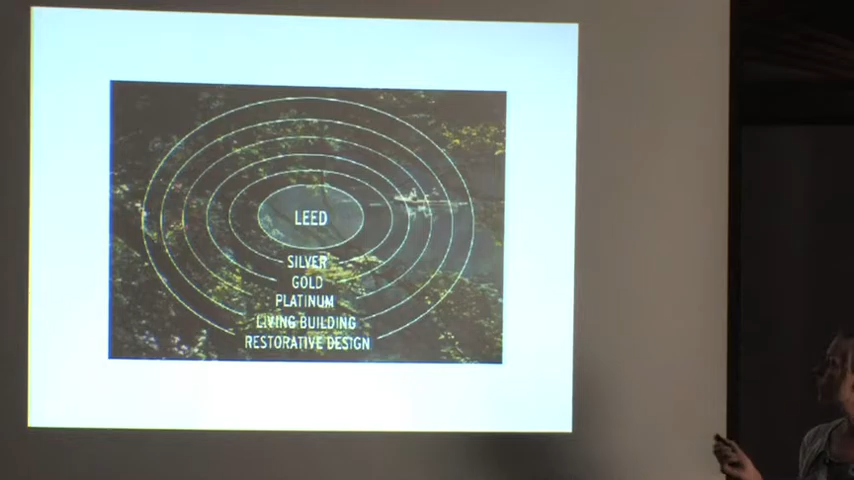 LEED
SILVER
GOLD
PLATINUM
LIVING BUILDING
RESTORATIVE DESIGN